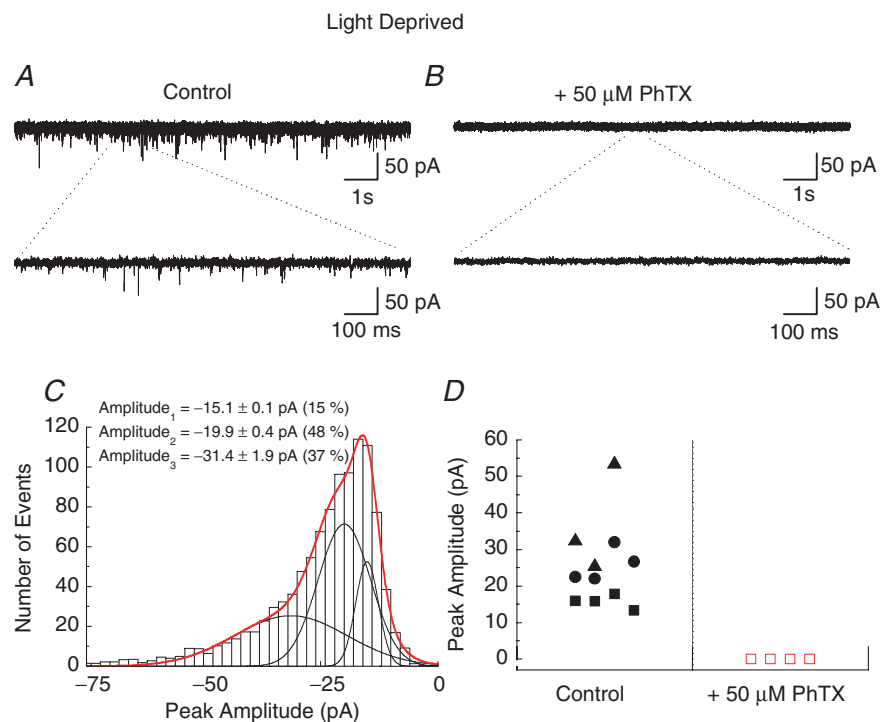 Light Deprived
A
Control
50 pA
1s
50 pA
100 ms
B
+ 50 μM PhTX
50 pA
1s
50 pA
100 ms
C
Amplitude1 = –15.1 ± 0.1 pA (15 %)
Amplitude2 = –19.9 ± 0.4 pA (48 %)
Amplitude3 = –31.4 ± 1.9 pA (37 %)
Number of Events
120
100
80
60
40
20
0
–75 –50 –25 0
Peak Amplitude (pA)
D
Peak Amplitude (pA)
60
50
40
30
20
10
0
Control + 50 μM PhTX